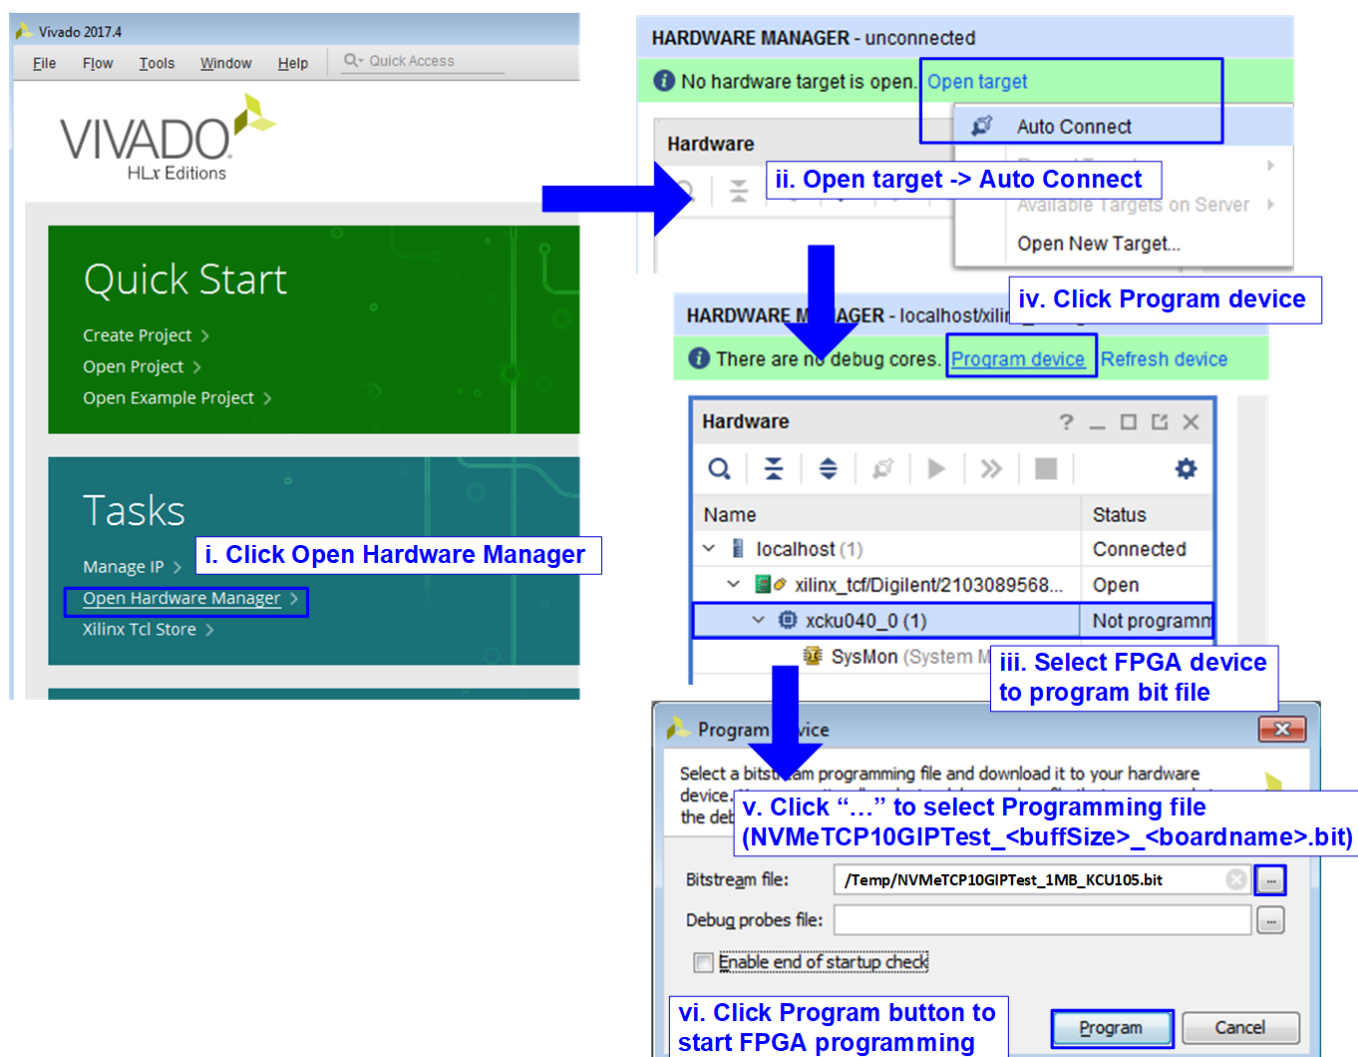 Vivado 2017.4
File Flow Tools Window Help Quick Access
VIVADO
HLx Editions
Quick Start
Create Project >
Open Project >
Open Example Project >
Tasks
i. Click Open Hardware Manager
Manage IP >
Open Hardware Manager >
Xilinx Tcl Store >
HARDWARE MANAGER - unconnected
No hardware target is open. Open target
Auto Connect
Hardware
ii. Open target -> Auto Connect
Available Targets on Server
Open New Target...
iv. Click Program device
HARDWARE MANAGER - localhost/xilin
There are no debug cores. Program device Refresh device
Hardware
Name Status
localhost (1) Connected
xilinx_tcf/Digilent/2103089568... Open
xcku040_0 (1) Not programm
SysMon (System M
iii. Select FPGA device
to program bit file
Program Device
Select a bitstream programming file and download it to your hardware
device.
the deb
v. Click “...” to select Programming file
(NVMeTCP10GIPTest_<buffSize>_<boardname>.bit)
Bitstream file: /Temp/NVMeTCP10GIPTest_1MB_KCU105.bit ...
Debug probes file: ...
Enable end of startup check
vi. Click Program button to
start FPGA programming
Program Cancel